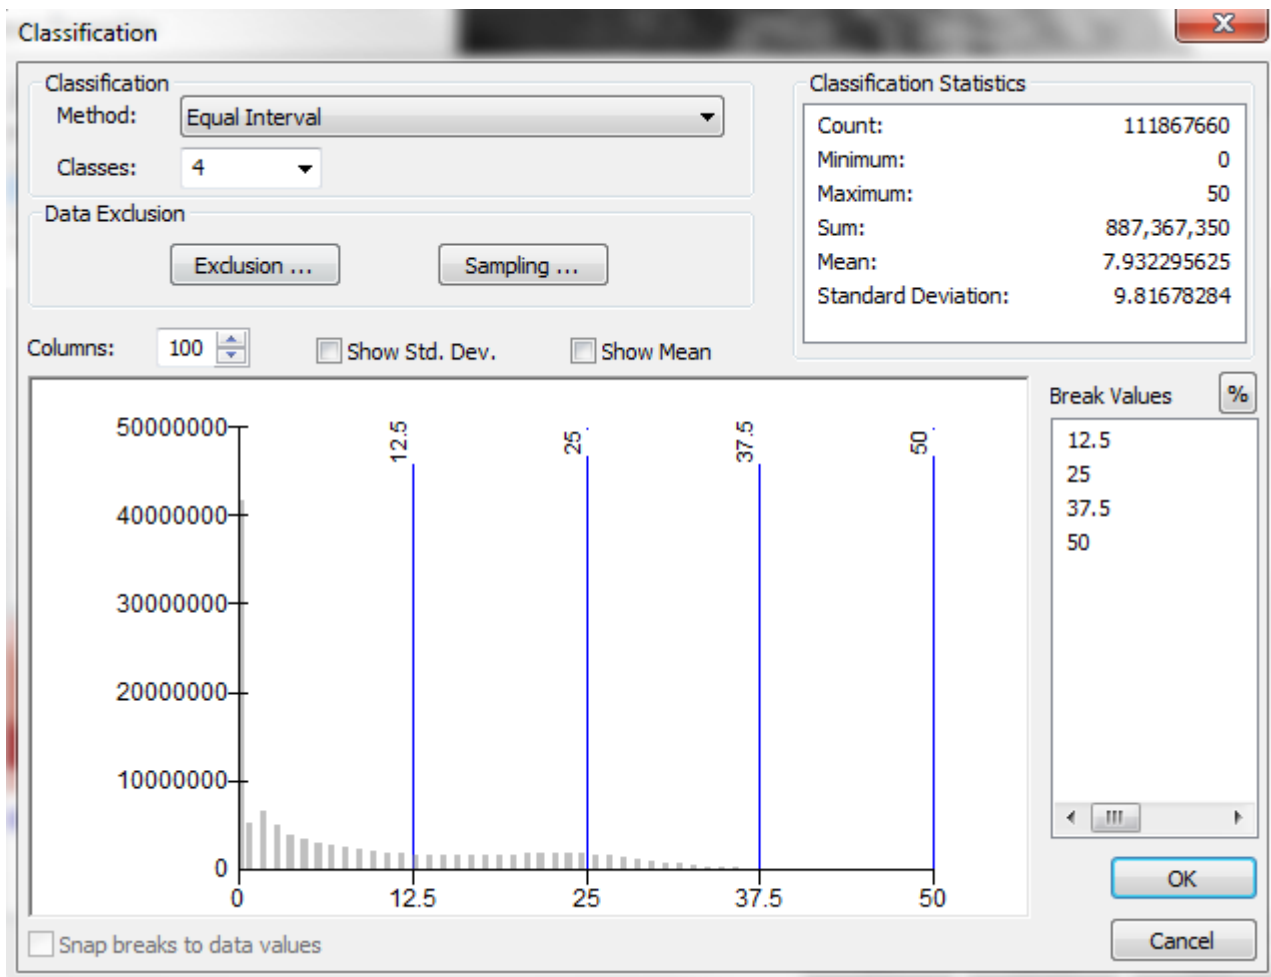 Classification
Classification
Method: Equal Interval
Classes: 4
Data Exclusion
Exclusion ...
Sampling ...
Classification Statistics
Count: 111867660
Minimum: 0
Maximum: 50
Sum: 887,367,350
Mean: 7.932295625
Standard Deviation: 9.81678284
Columns: 100
Show Std. Dev.
Show Mean
Break Values
%
12.5
25
37.5
50
50000000
40000000
30000000
20000000
10000000
0
12.5
25
37.5
50
0
12.5
25
37.5
50
OK
Cancel
Snap breaks to data values